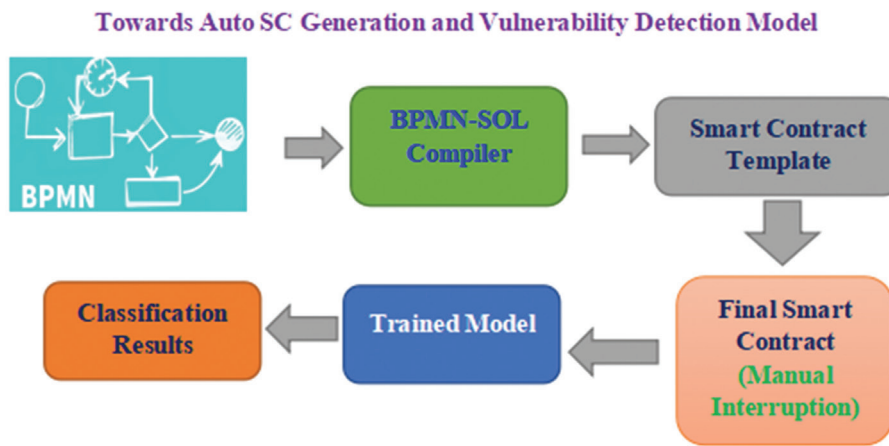 Towards Auto SC Generation and Vulnerability Detection Model
BPMN
BPMN-SOL
Compiler
Smart Contract
Template
Final Smart
Contract
(Manual
Interruption)
Trained Model
Classification
Results